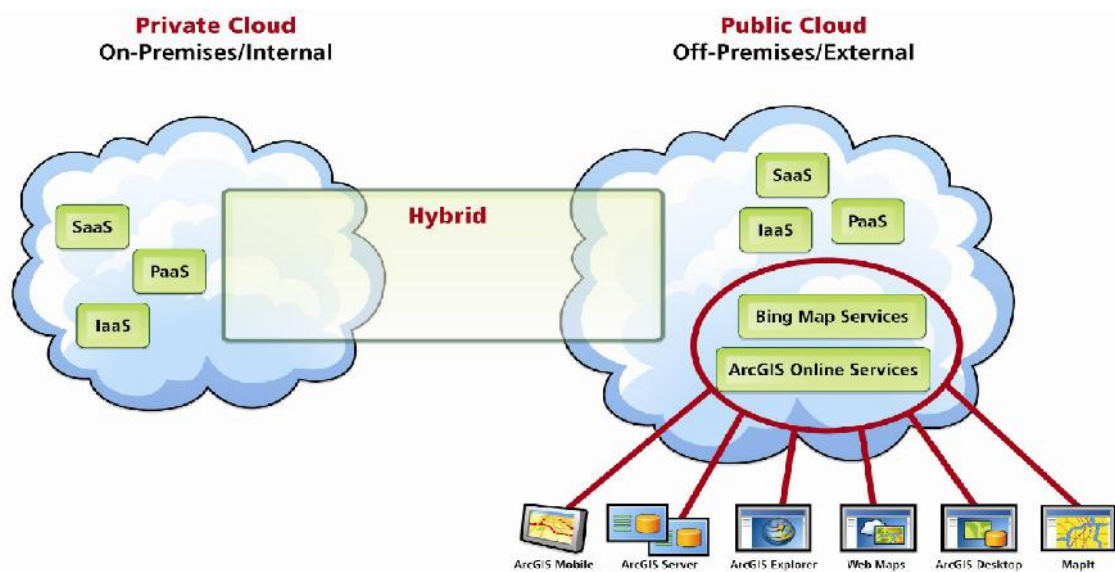 Private Cloud
On-Premises/Internal
Public Cloud
Off-Premises/External
SaaS
PaaS
IaaS
Hybrid
SaaS
IaaS
PaaS
Bing Map Services
ArcGIS Online Services
ArcGIS Mobile
ArcGIS Server
ArcGIS Explorer
Web Maps
ArcGIS Desktop
MapIt